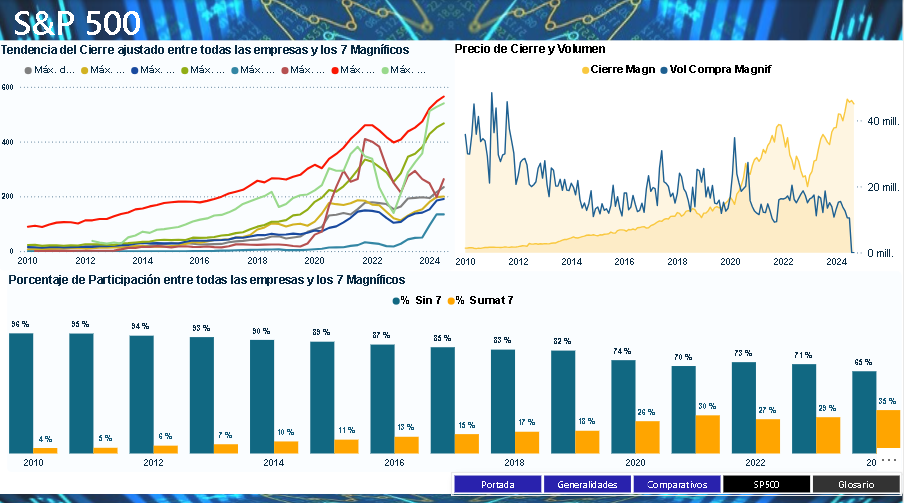 S&P 500
Tendencia del Cierre ajustado entre todas las empresas y los 7 Magníficos
Máx. d... Máx. ... Máx. ... Máx. ... Máx. ... Máx. ... Máx. ... Máx. ...
600
400
200
0
2010 2012 2014 2016 2018 2020 2022 2024
Precio de Cierre y Volumen
Cierre Magn Vol Compra Magnif
40 mill.
20 mill.
0 mill.
2010 2012 2014 2016 2018 2020 2022 2024
Porcentaje de Participación entre todas las empresas y los 7 Magníficos
% Sin 7 % Sumat 7
96 % 95 % 94 % 93 % 90 % 89 % 87 % 85 % 83 % 82 % 74 % 70 % 73 % 71 % 65 %
4 % 5 % 6 % 7 % 10 % 11 % 13 % 15 % 17 % 18 % 26 % 30 % 27 % 29 % 35 %
2010 2012 2014 2016 2018 2020 2022 20
Portada Generalidades Comparativos SP500 Glosario